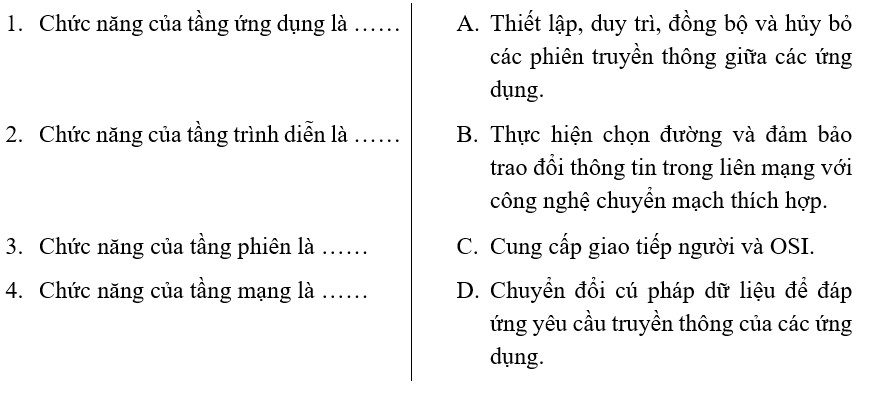 1. Chức năng của tầng ứng dụng là ……
A. Thiết lập, duy trì, đồng bộ và hủy bỏ
các phiên truyền thông giữa các ứng
dụng.
2. Chức năng của tầng trình diễn là ……
B. Thực hiện chọn đường và đảm bảo
trao đổi thông tin trong liên mạng với
công nghệ chuyển mạch thích hợp.
3. Chức năng của tầng phiên là ……
C. Cung cấp giao tiếp người và OSI.
4. Chức năng của tầng mạng là ……
D. Chuyển đổi cú pháp dữ liệu để đáp
ứng yêu cầu truyền thông của các ứng
dụng.